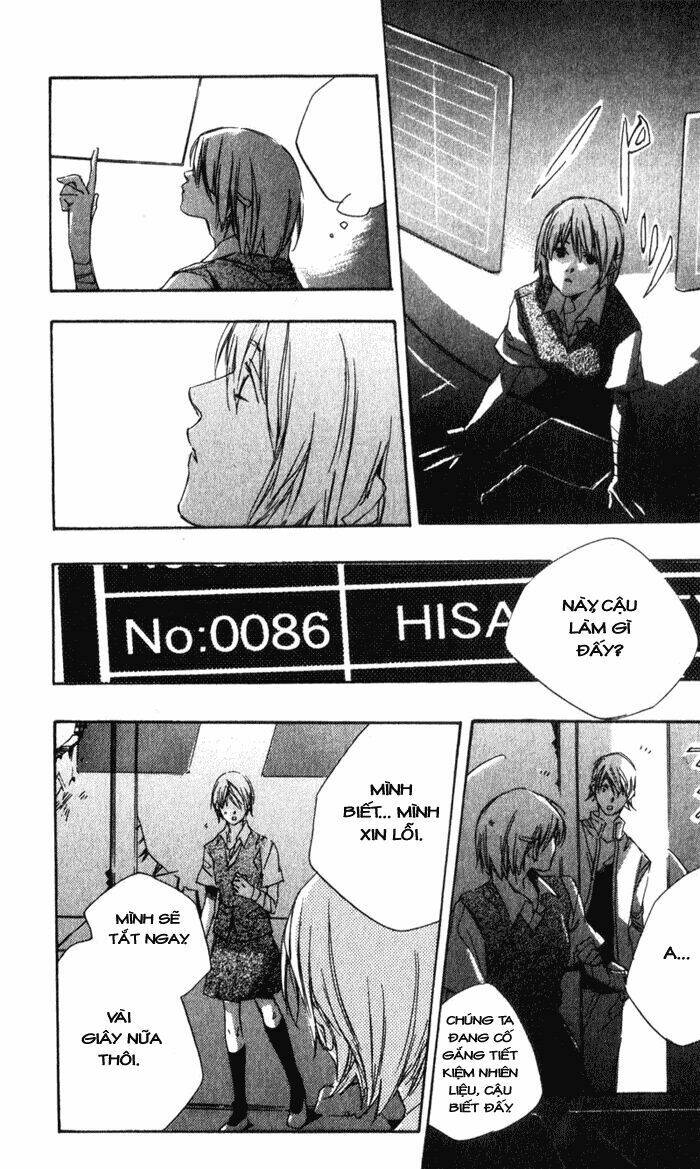 No:0086
HISA
NÀY, CẬU
LÀM GÌ
ĐẤY?
A...
CHÚNG TA
ĐANG CỐ
GẮNG TIẾT
KIỆM NHIÊN
LIỆU, CẬU
BIẾT ĐẤY
MÌNH
BIẾT... MÌNH
XIN LỖI.
MÌNH SẼ
TẮT NGAY.
VÀI
GIÂY NỮA
THÔI.